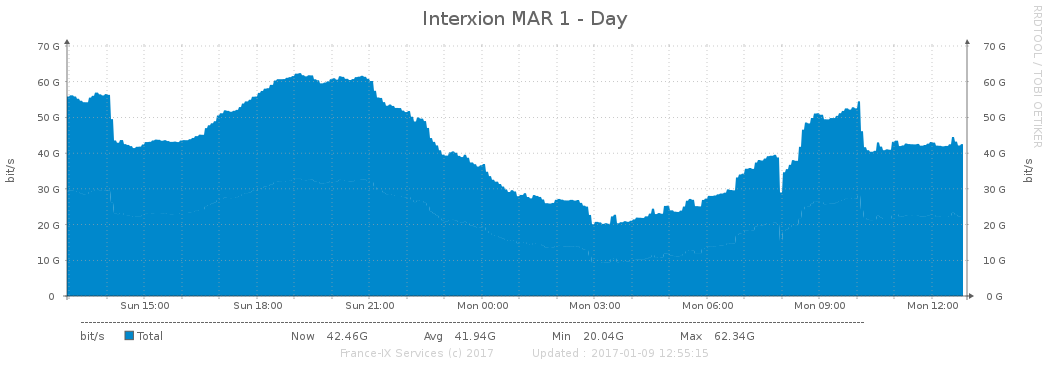 Interxion MAR 1 - Day
RRDTOOL / TOBI OETIKER
bit/s
70 G 70 G
60 G 60 G
50 G 50 G
40 G 40 G
30 G 30 G
20 G 20 G
10 G 10 G
0 0 G
bit/s
Sun 15:00 Sun 18:00 Sun 21:00 Mon 00:00 Mon 03:00 Mon 06:00 Mon 09:00 Mon 12:00
bit/s Total Now 42.46G Avg 41.94G Min 20.04G Max 62.34G
France-IX Services (c) 2017 Updated : 2017-01-09 12:55:15